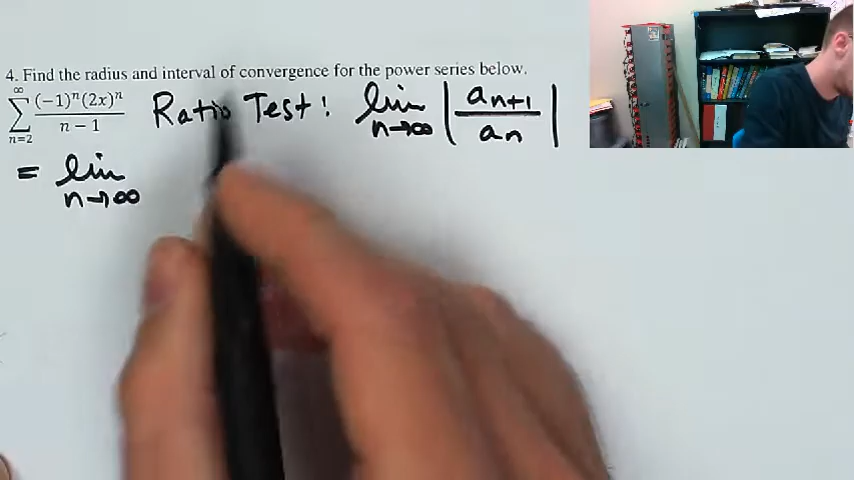 4. Find the radius and interval of convergence for the power series below.
∑_{n=2}^{∞} (-1)^n(2x)^n / (n-1) Ratio Test: lim_{n→∞} | a_{n+1} / a_n |
= lim_{n→∞}